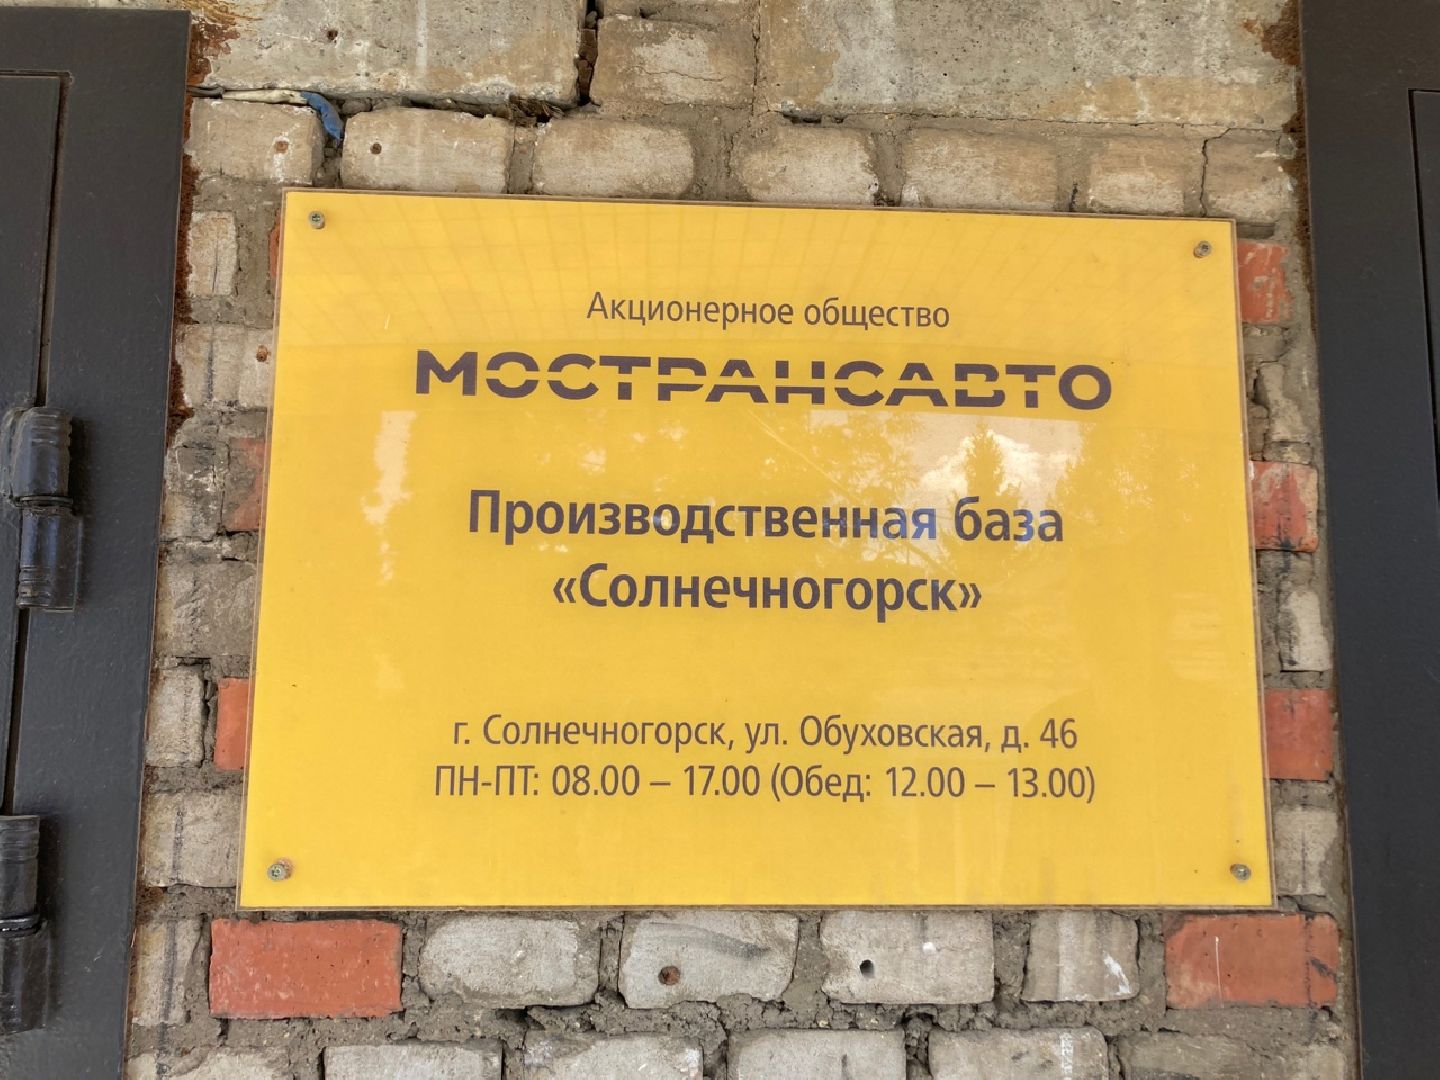 Акционерное общество
МОСТРАНСАВТО
Производственная база
«Солнечногорск»
г. Солнечногорск, ул. Обуховская, д. 46
ПН-ПТ: 08.00 – 17.00 (Обед: 12.00 – 13.00)